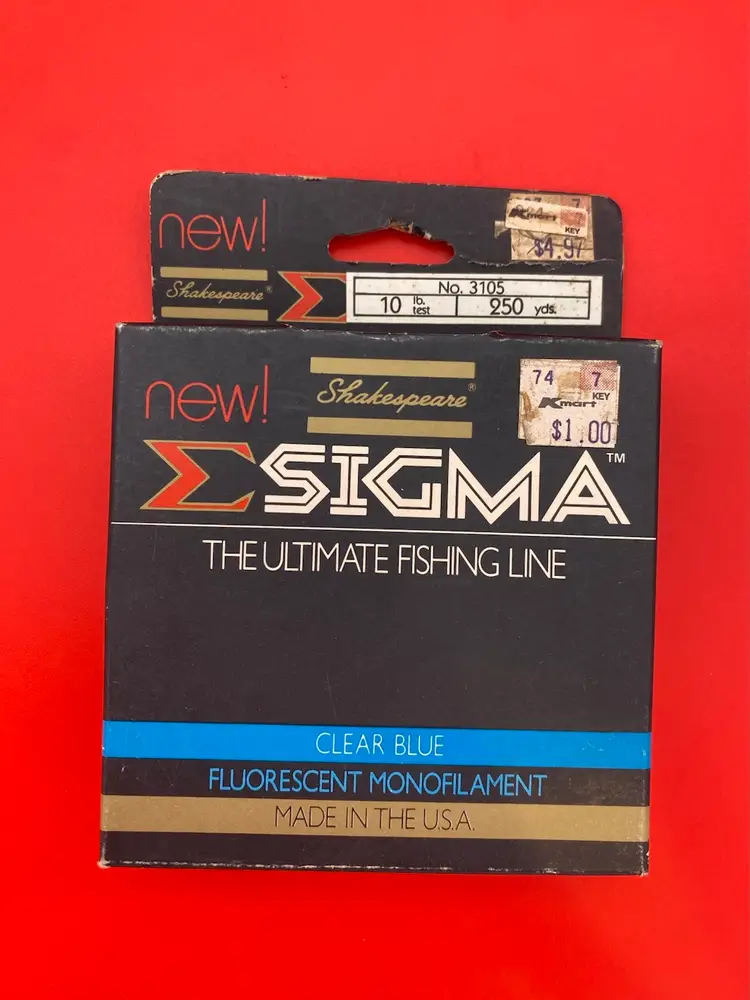 new!
Kmart
KEY
$4.97
Shakespeare®
Σ
No. 3105
10 lb. test 250 yds.
new!
Shakespeare®
74 7
Kmart KEY
$1.00
ΣSIGMA™
THE ULTIMATE FISHING LINE
CLEAR BLUE
FLUORESCENT MONOFILAMENT
MADE IN THE U.S.A.